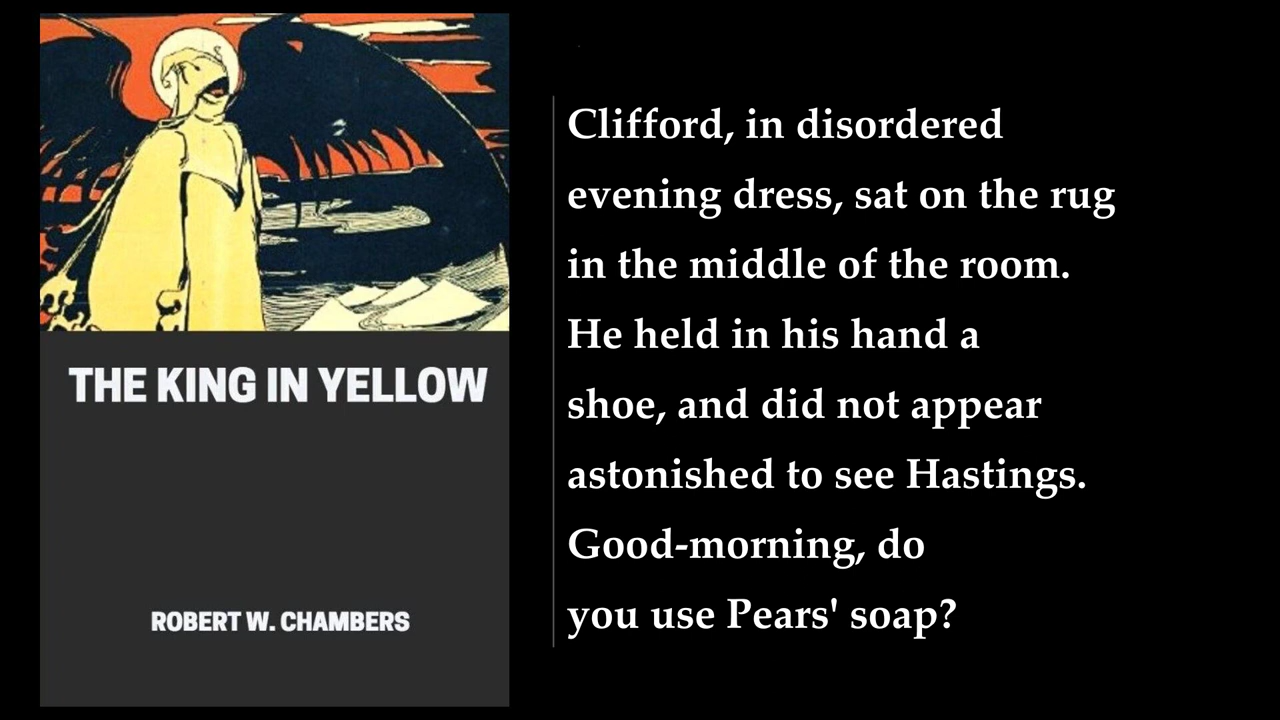 THE KING IN YELLOW
ROBERT W. CHAMBERS
Clifford, in disordered
evening dress, sat on the rug
in the middle of the room.
He held in his hand a
shoe, and did not appear
astonished to see Hastings.
Good-morning, do
you use Pears' soap?